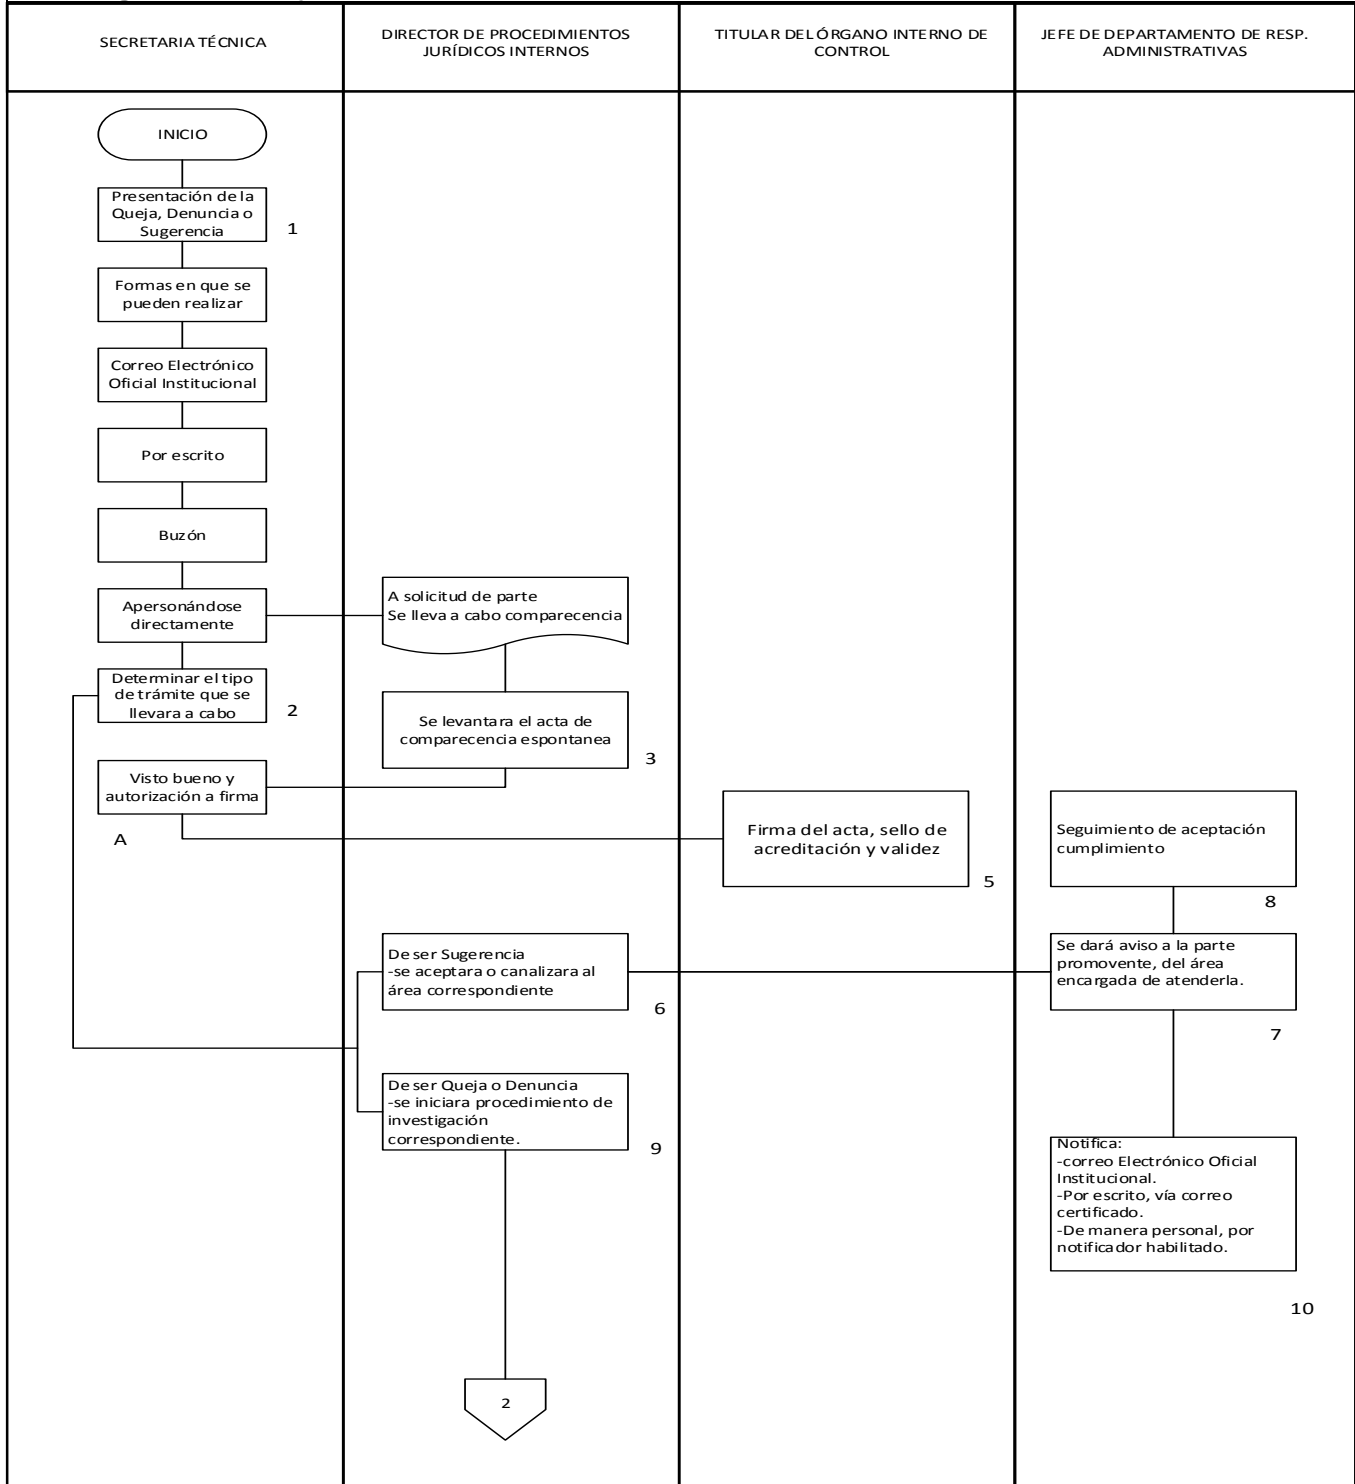 SECRETARIA TÉCNICA
DIRECTOR DE PROCEDIMIENTOS
JURÍDICOS INTERNOS
TITULAR DEL ÓRGANO INTERNO DE
CONTROL
JEFE DE DEPARTAMENTO DE RESP.
ADMINISTRATIVAS
INICIO
Presentación de la
Queja, Denuncia o
Sugerencia
1
Formas en que se
pueden realizar
Correo Electrónico
Oficial Institucional
Por escrito
Buzón
Apersonándose
directamente
A solicitud de parte
Se lleva a cabo comparecencia
Determinar el tipo
de trámite que se
llevara a cabo
2
Se levantara el acta de
comparecencia espontanea
3
Visto bueno y
autorización a firma
A
Firma del acta, sello de
acreditación y validez
5
Seguimiento de aceptación
cumplimiento
8
De ser Sugerencia
-se aceptara o canalizara al
área correspondiente
6
Se dará aviso a la parte
promovente, del área
encargada de atenderla.
7
De ser Queja o Denuncia
-se iniciara procedimiento de
investigación
correspondiente.
9
Notifica:
-correo Electrónico Oficial
Institucional.
-Por escrito, vía correo
certificado.
-De manera personal, por
notificador habilitado.
10
2